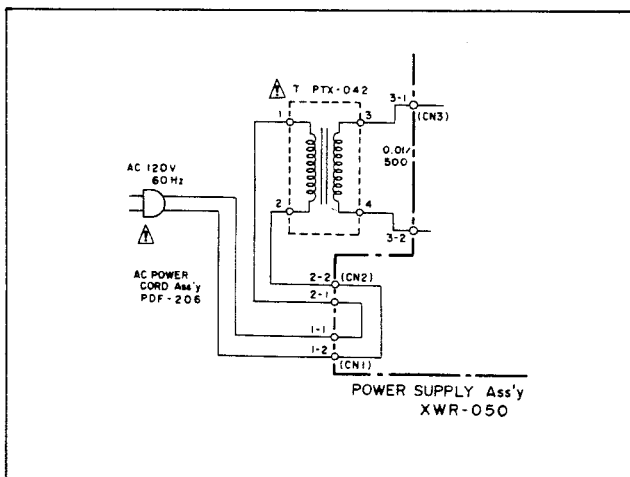 T PTX-042
1
3
3-1
(CN3)
0.01/
500
AC 120V
60Hz
2
4
3-2
AC POWER
CORD Ass'y
PDF-206
2-2 (CN2)
2-1
1-1
1-2
(CN1)
POWER SUPPLY Ass'y
XWR-050